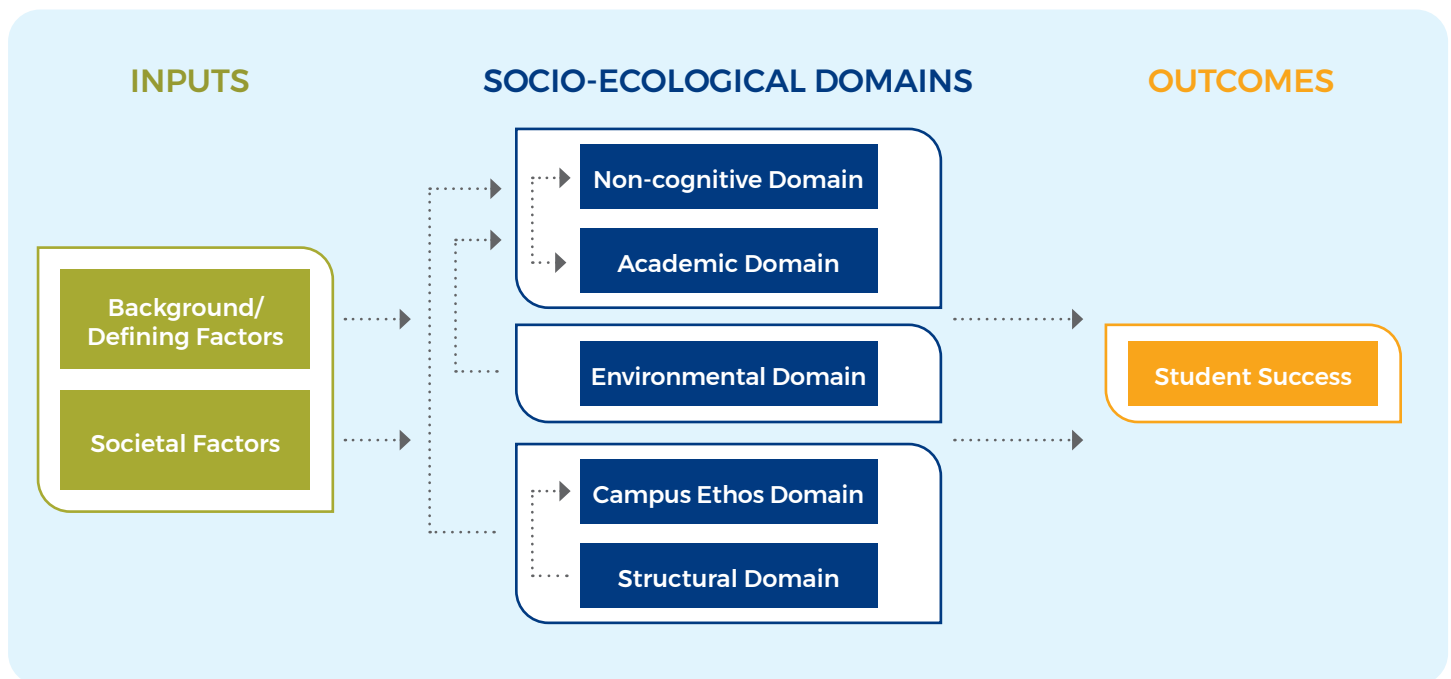 INPUTS
Background/
Defining Factors
Societal Factors
SOCIO-ECOLOGICAL DOMAINS
Non-cognitive Domain
Academic Domain
Environmental Domain
Campus Ethos Domain
Structural Domain
OUTCOMES
Student Success